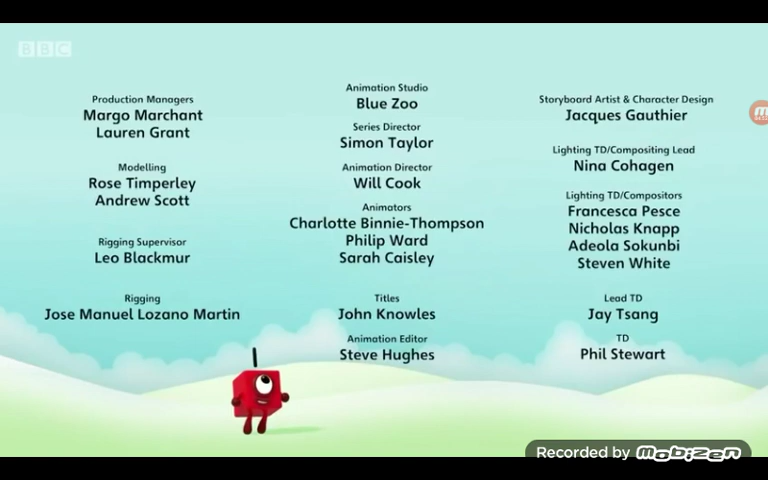 BBC
Production Managers
Margo Marchant
Lauren Grant
Modelling
Rose Timperley
Andrew Scott
Rigging Supervisor
Leo Blackmur
Rigging
Jose Manuel Lozano Martin
Animation Studio
Blue Zoo
Series Director
Simon Taylor
Animation Director
Will Cook
Animators
Charlotte Binnie-Thompson
Philip Ward
Sarah Caisley
Titles
John Knowles
Animation Editor
Steve Hughes
Storyboard Artist & Character Design
Jacques Gauthier
Lighting TD/Compositing Lead
Nina Cohagen
Lighting TD/Compositors
Francesca Pesce
Nicholas Knapp
Adeola Sokunbi
Steven White
Lead TD
Jay Tsang
TD
Phil Stewart
Recorded by mobizen